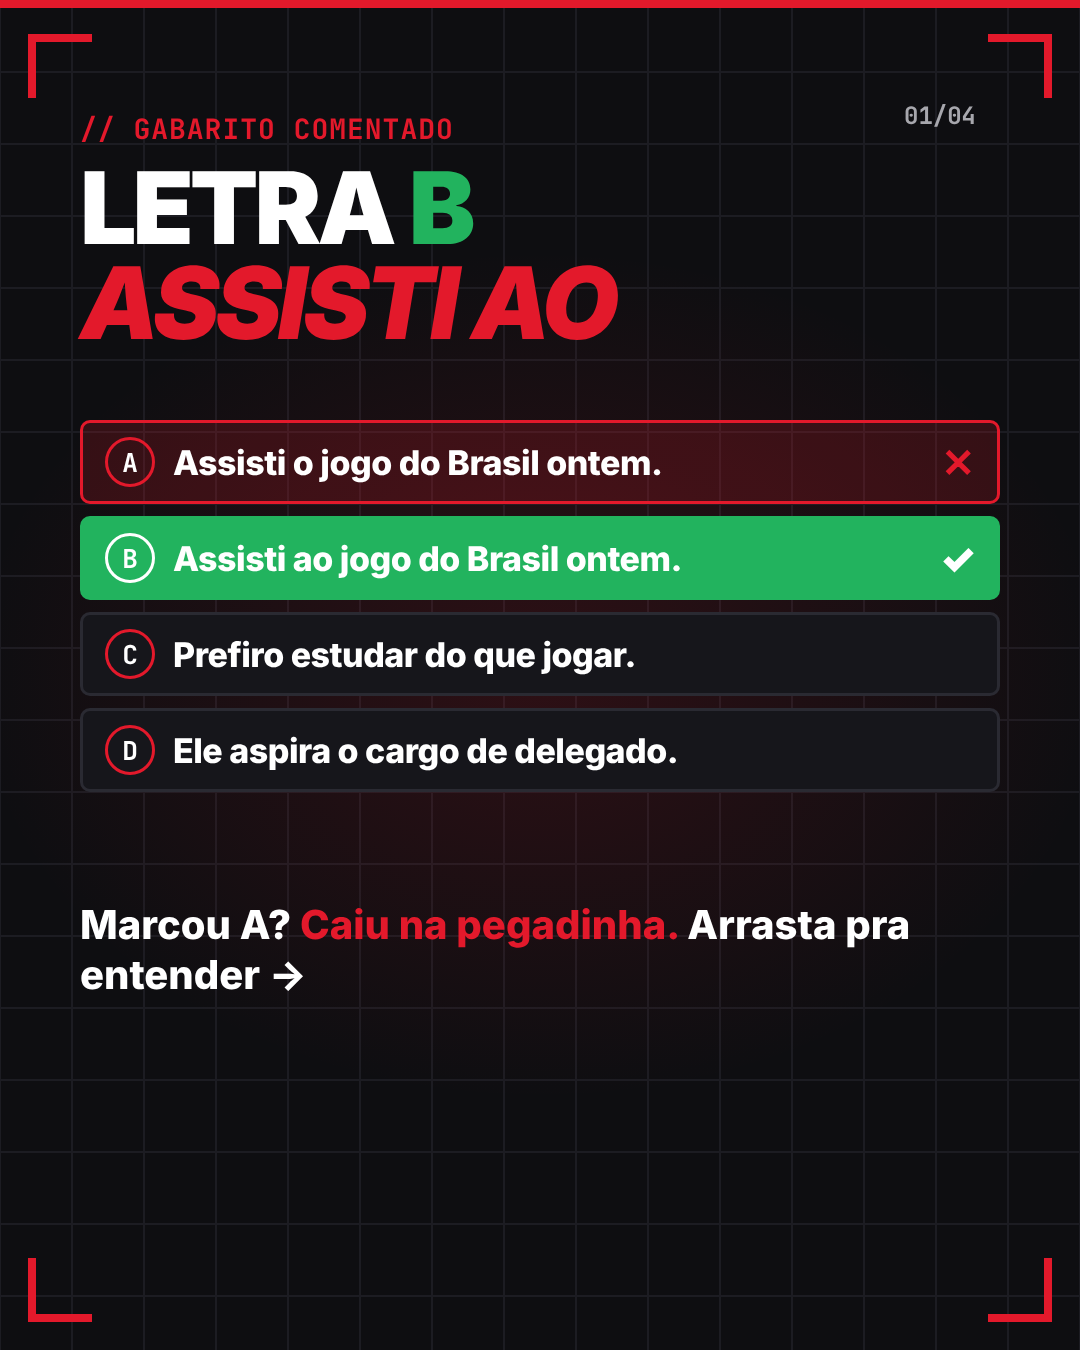 // GABARITO COMENTADO
01/04
LETRA B
ASSISTI AO
A Assisti o jogo do Brasil ontem. ✕
B Assisti ao jogo do Brasil ontem. ✓
C Prefiro estudar do que jogar.
D Ele aspira o cargo de delegado.
Marcou A? Caiu na pegadinha. Arrasta pra
entender →